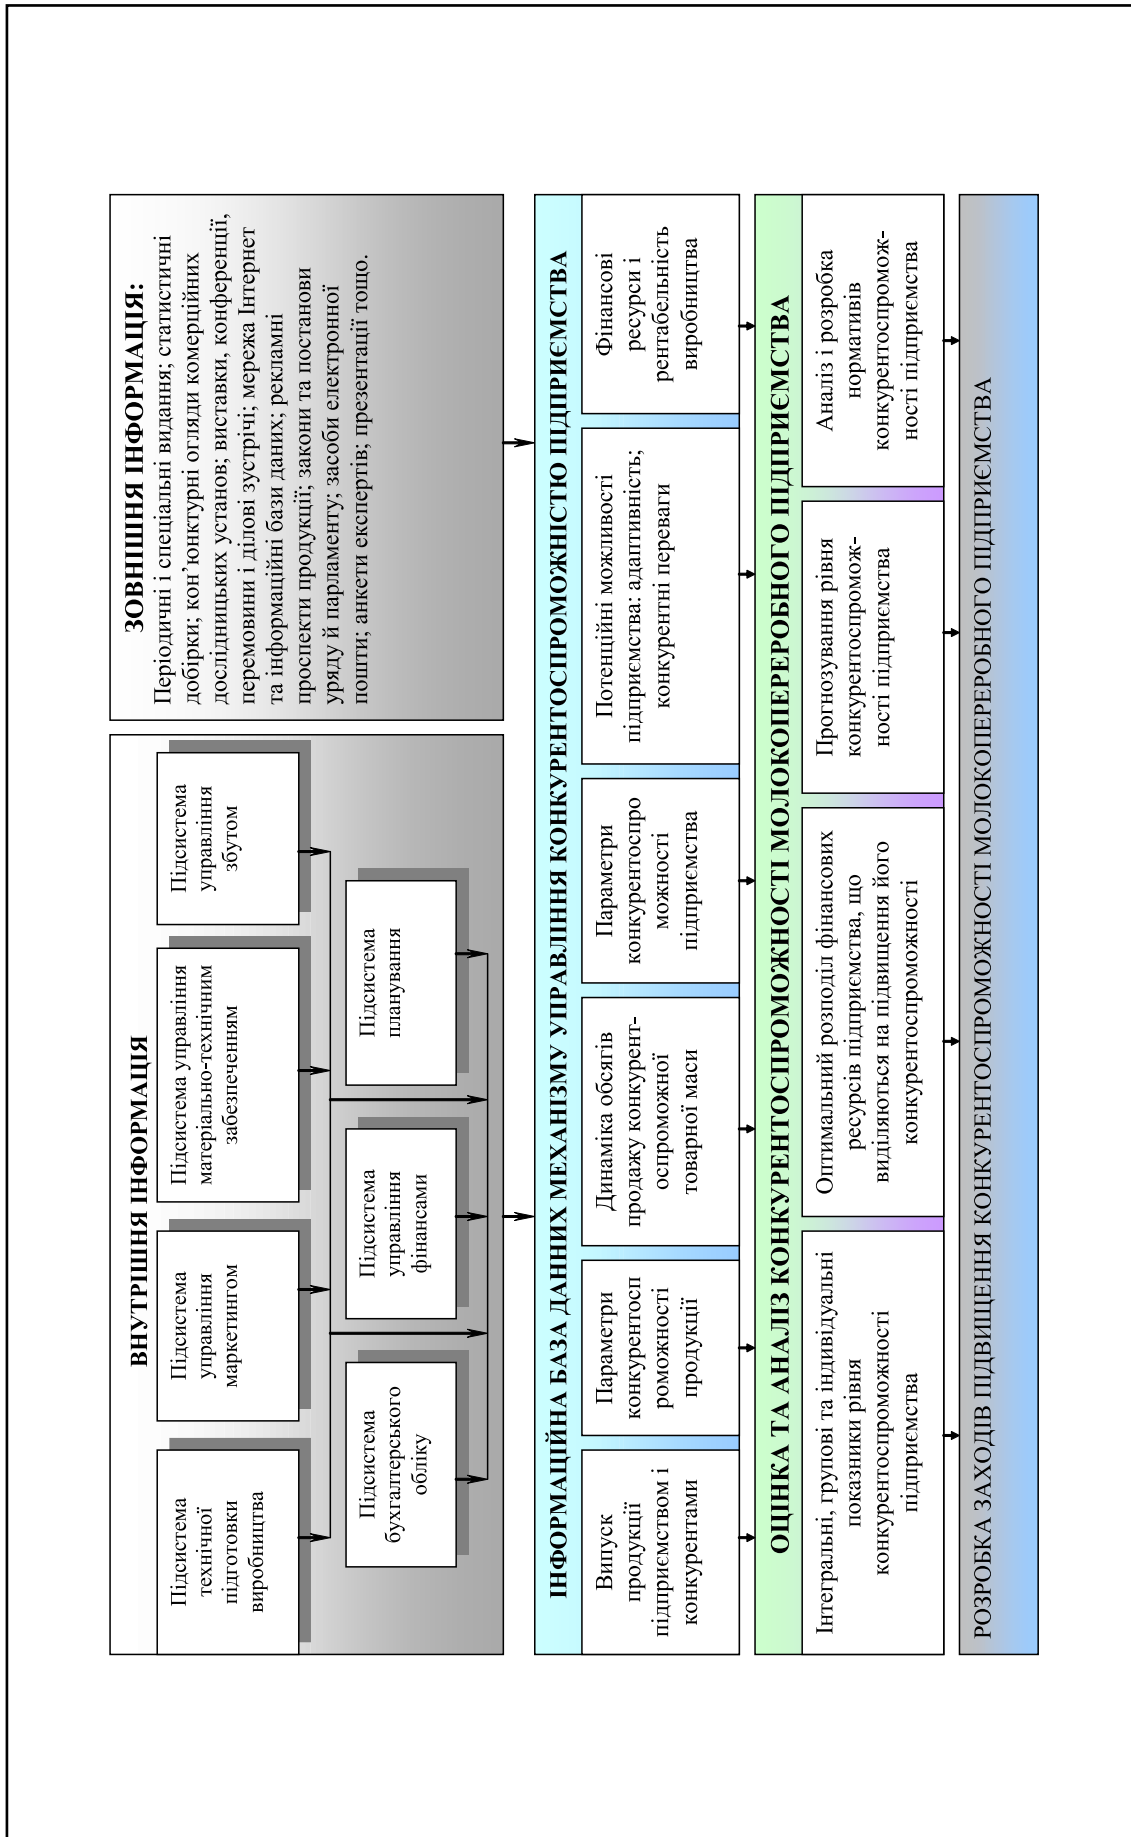 ВНУТРІШНЯ ІНФОРМАЦІЯ
Підсистема
технічної
підготовки
виробництва
Підсистема
управління
маркетингом
Підсистема управління
матеріально-технічним
забезпеченням
Підсистема
управління
збутом
Підсистема
бухгалтерського
обліку
Підсистема
управління
фінансами
Підсистема
планування
ЗОВНІШНЯ ІНФОРМАЦІЯ:
Періодичні і спеціальні видання; статистичні
добірки; кон’юнктурні огляди комерційних
дослідницьких установ; виставки, конференції,
перемовини і ділові зустрічі; мережа Інтернет
та інформаційні бази даних; рекламні
проспекти продукції; закони та постанови
уряду й парламенту; засоби електронної
пошти; анкети експертів; презентації тощо.
ІНФОРМАЦІЙНА БАЗА ДАННИХ МЕХАНІЗМУ УПРАВЛІННЯ КОНКУРЕНТОСПРОМОЖНІСТЮ ПІДПРИЄМСТВА
Випуск
продукції
підприємством і
конкурентами
Параметри
конкурентосп
роможності
продукції
Динаміка обсягів
продажу конкурент-
оспроможної
товарної маси
Параметри
конкурентоспро
можності
підприємства
Потенційні можливості
підприємства: адаптивність;
конкурентні переваги
Фінансові
ресурси і
рентабельність
виробництва
ОЦІНКА ТА АНАЛІЗ КОНКУРЕНТОСПРОМОЖНОСТІ МОЛОКОПЕРЕРОБНОГО ПІДПРИЄМСТВА
Інтегральні, групові та індивідуальні
показники рівня
конкурентоспроможності
підприємства
Оптимальний розподіл фінансових
ресурсів підприємства, що
виділяються на підвищення його
конкурентоспроможності
Прогнозування рівня
конкурентоспромож-
ності підприємства
Аналіз і розробка
нормативів
конкурентоспромож-
ності підприємства
РОЗРОБКА ЗАХОДІВ ПІДВИЩЕННЯ КОНКУРЕНТОСПРОМОЖНОСТІ МОЛОКОПЕРЕРОБНОГО ПІДПРИЄМСТВА